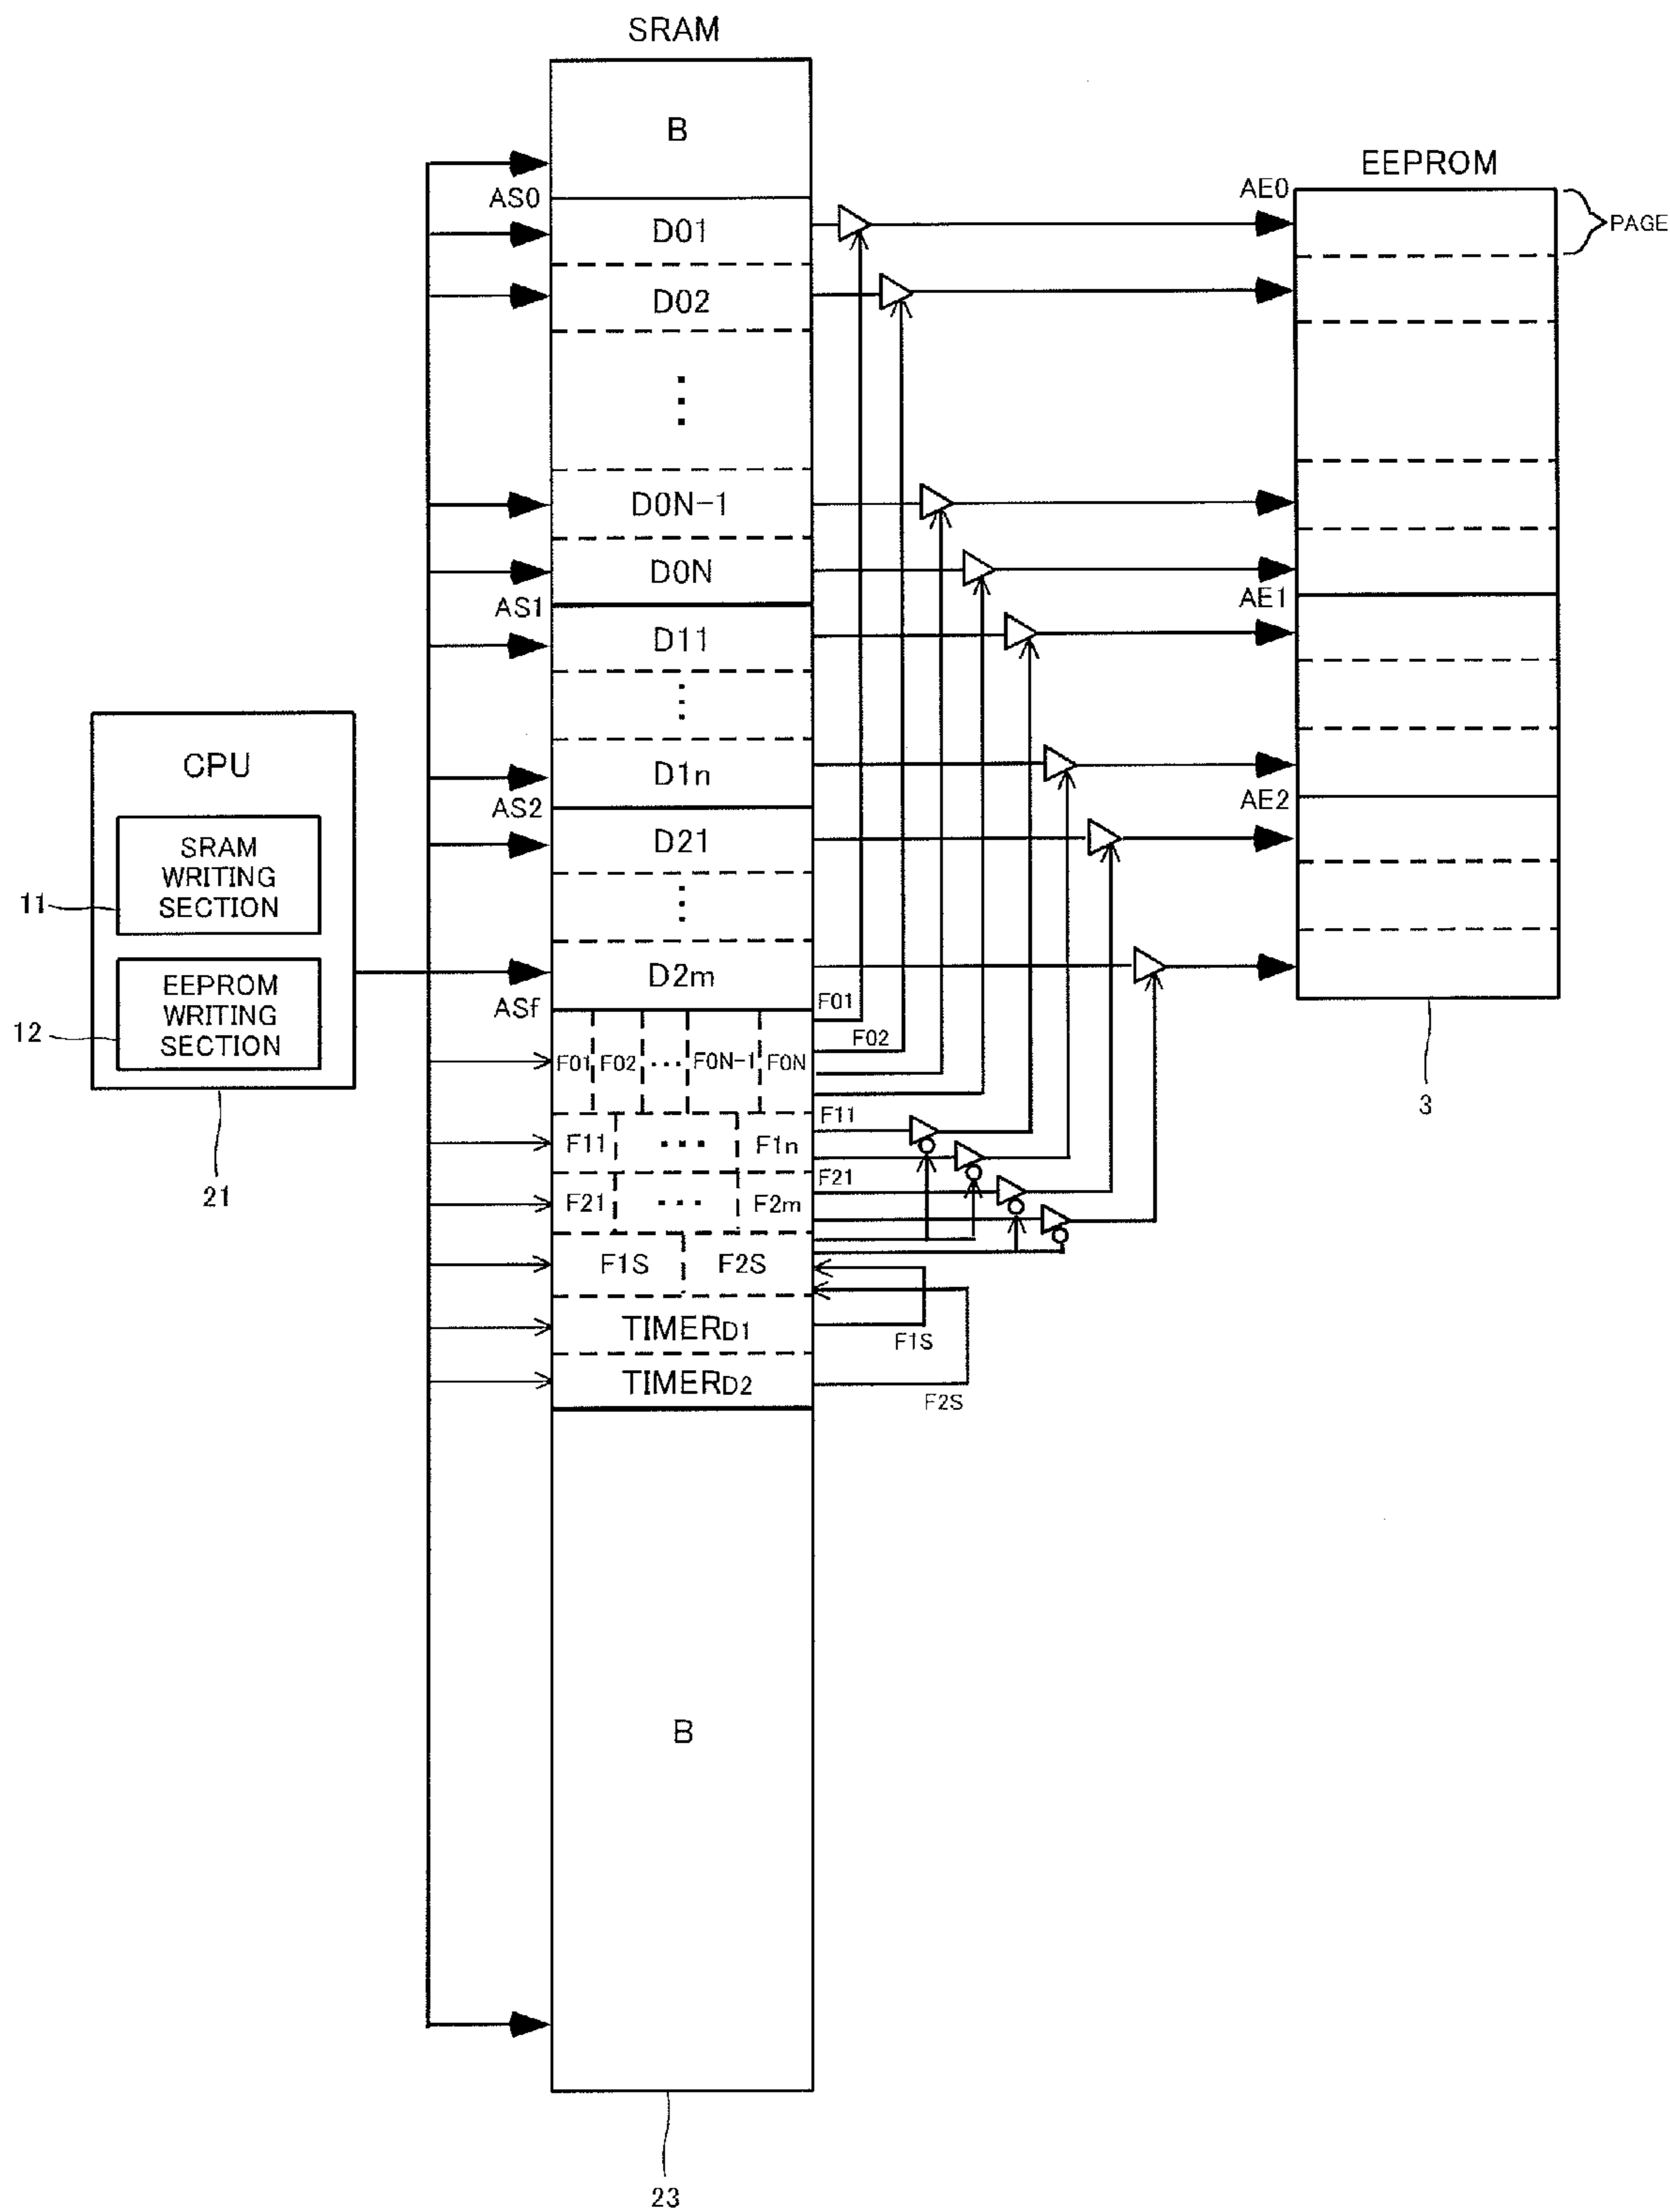 SRAM
B
EEPROM
AS0
AE0
D01
PAGE
D02
⋮
D0N-1
D0N
AS1
AE1
D11
⋮
CPU
D1n
AS2
AE2
SRAM
WRITING
SECTION
11
D21
⋮
EEPROM
WRITING
SECTION
12
D2m
ASf
F01
F02
3
F01 F02 ... F0N-1 F0N
F11
F11 ... F1n
21
F21
F21 ... F2m
F1S F2S
TIMERD1
F1S
TIMERD2
F2S
B
23